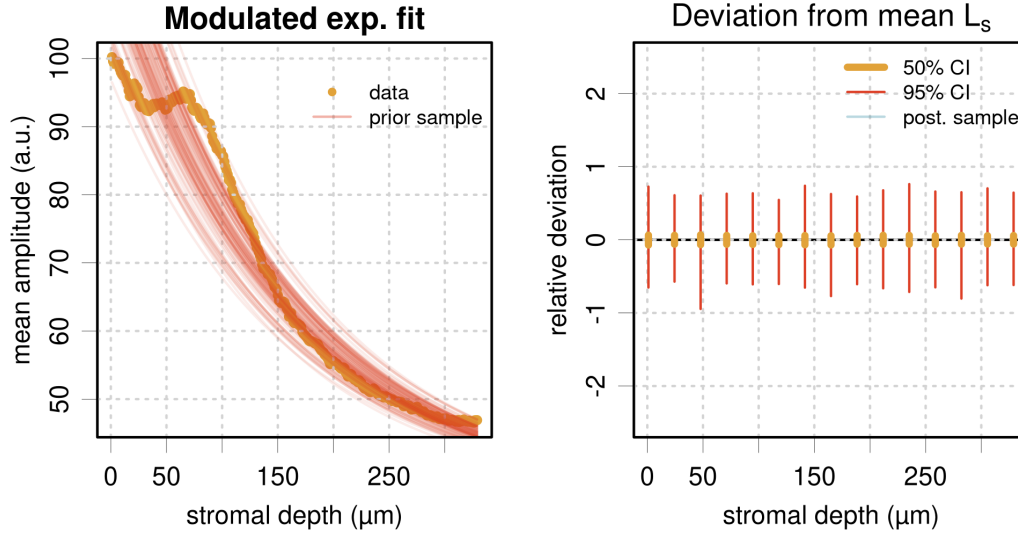 Modulated exp. fit
mean amplitude (a.u.)
100
90
80
70
60
50
data
prior sample
0 50 150 250
stromal depth (µm)
Deviation from mean Ls
relative deviation
2
1
0
-1
-2
50% CI
95% CI
post. sample
0 50 150 250
stromal depth (µm)